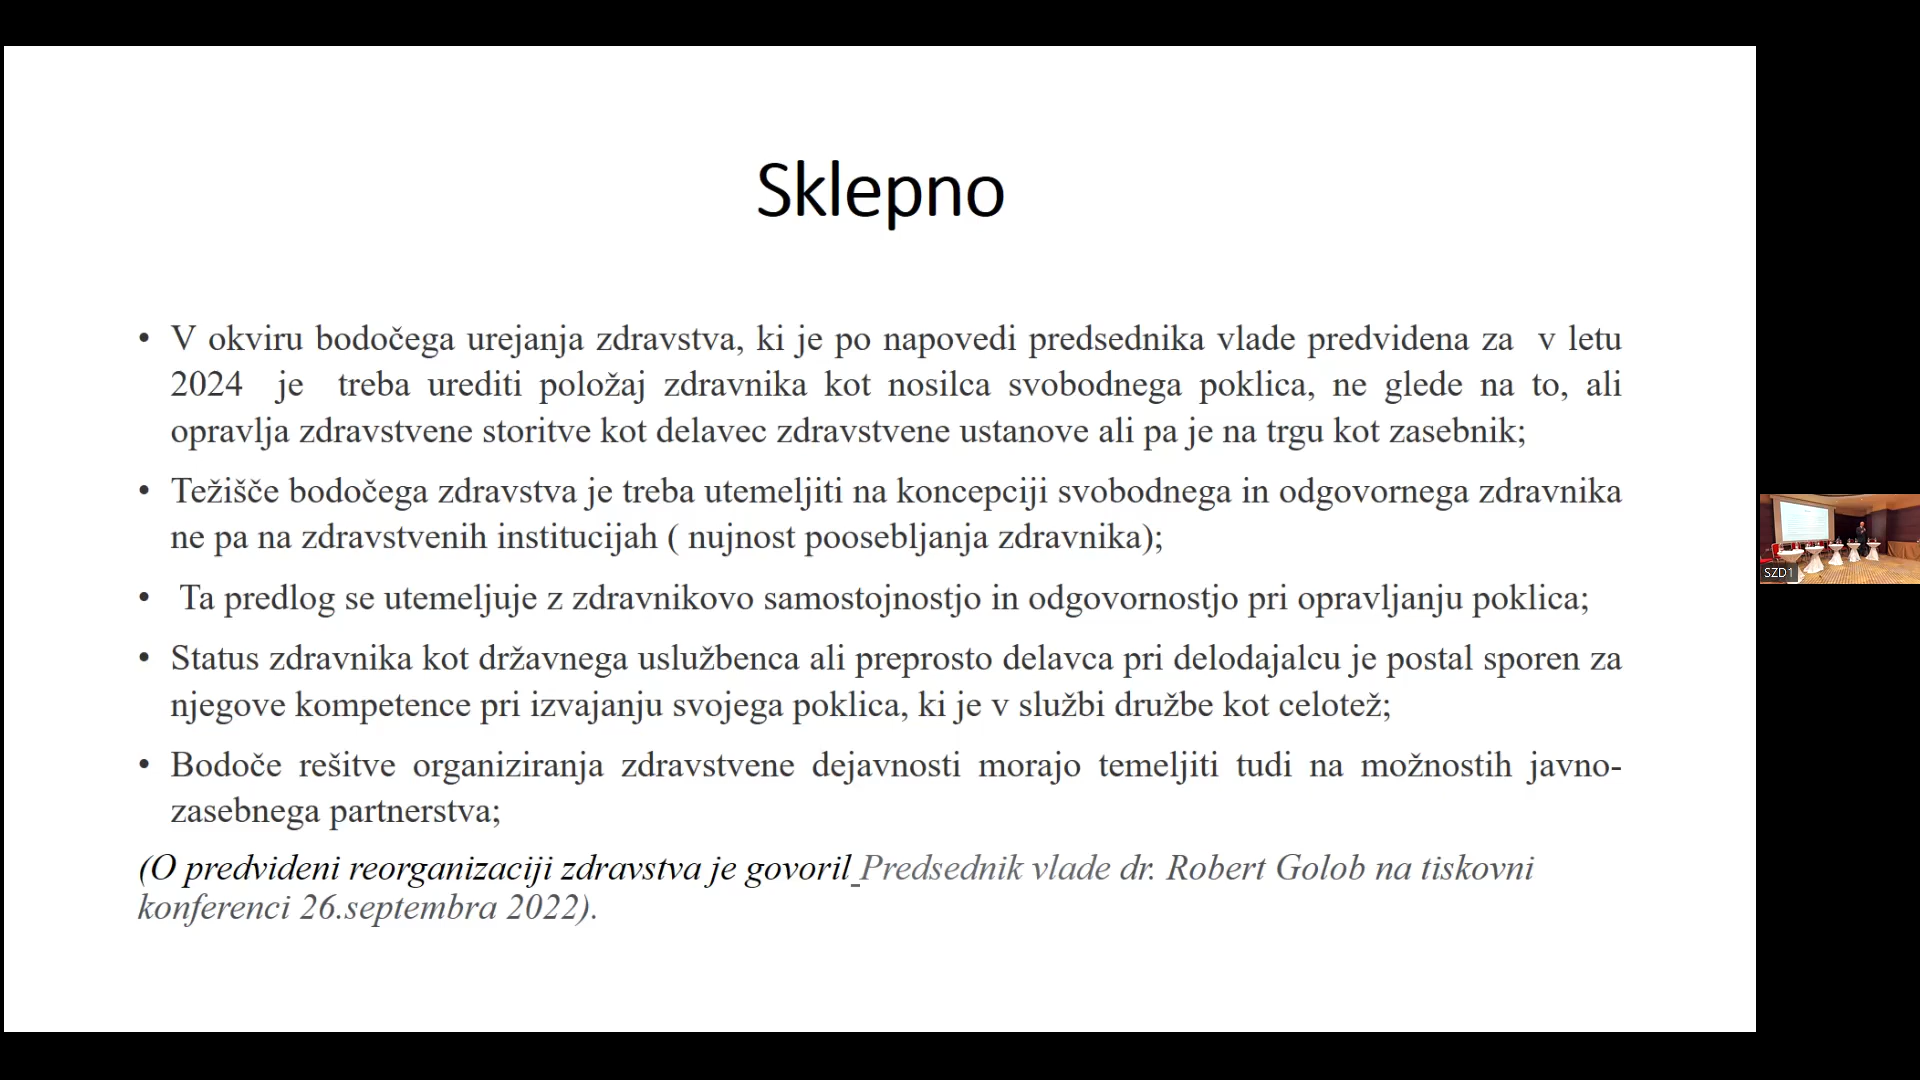 Sklepno
• V okviru bodočega urejanja zdravstva, ki je po napovedi predsednika vlade predvidena za  v letu
2024  je  treba urediti položaj zdravnika kot nosilca svobodnega poklica, ne glede na to, ali
opravlja zdravstvene storitve kot delavec zdravstvene ustanove ali pa je na trgu kot zasebnik;
• Težišče bodočega zdravstva je treba utemeljiti na koncepciji svobodnega in odgovornega zdravnika
ne pa na zdravstvenih institucijah ( nujnost poosebljanja zdravnika);
•  Ta predlog se utemeljuje z zdravnikovo samostojnostjo in odgovornostjo pri opravljanju poklica;
• Status zdravnika kot državnega uslužbenca ali preprosto delavca pri delodajalcu je postal sporen za
njegove kompetence pri izvajanju svojega poklica, ki je v službi družbe kot celotež;
• Bodoče rešitve organiziranja zdravstvene dejavnosti morajo temeljiti tudi na možnostih javno-
zasebnega partnerstva;
(O predvideni reorganizaciji zdravstva je govoril Predsednik vlade dr. Robert Golob na tiskovni
konferenci 26.septembra 2022).
SZD1